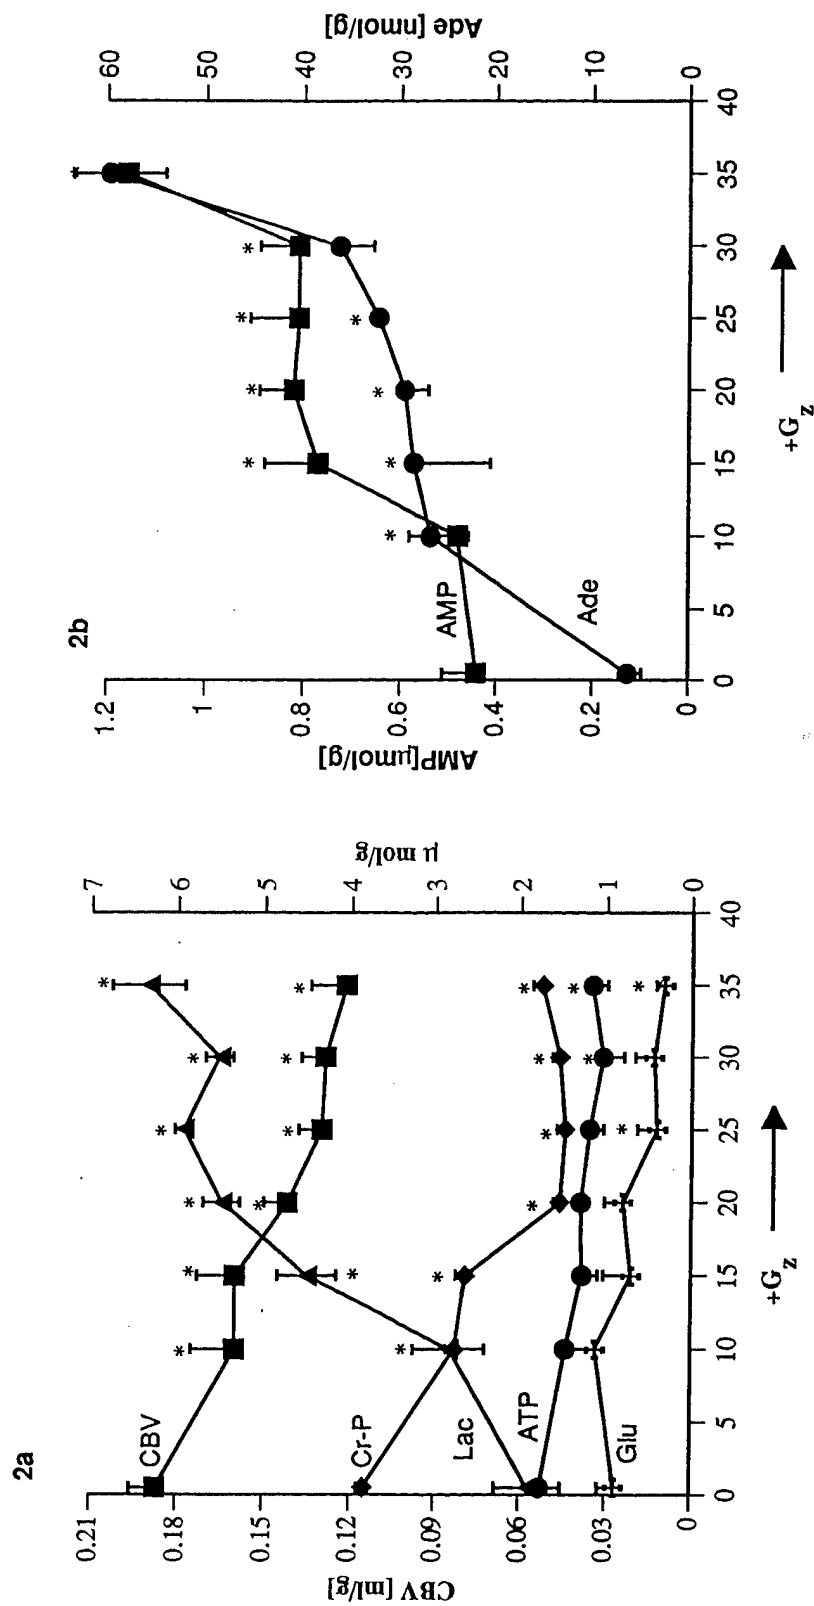 2a
CBV [ml/g]
0.21
0.18
0.15
0.12
0.09
0.06
0.03
0
μ mol/g
7
6
5
4
3
2
1
0
CBV
Cr-P
Lac
ATP
Glu
* * * * * *
* * * * *
* * * * * *
* *
* *
0 5 10 15 20 25 30 35 40
+G z
2b
AMP[μmol/g]
1.2
1
0.8
0.6
0.4
0.2
0
Ade [nmol/g]
60
50
40
30
20
10
0
AMP
Ade
* * * * *
* * * *
0 5 10 15 20 25 30 35 40
+G z